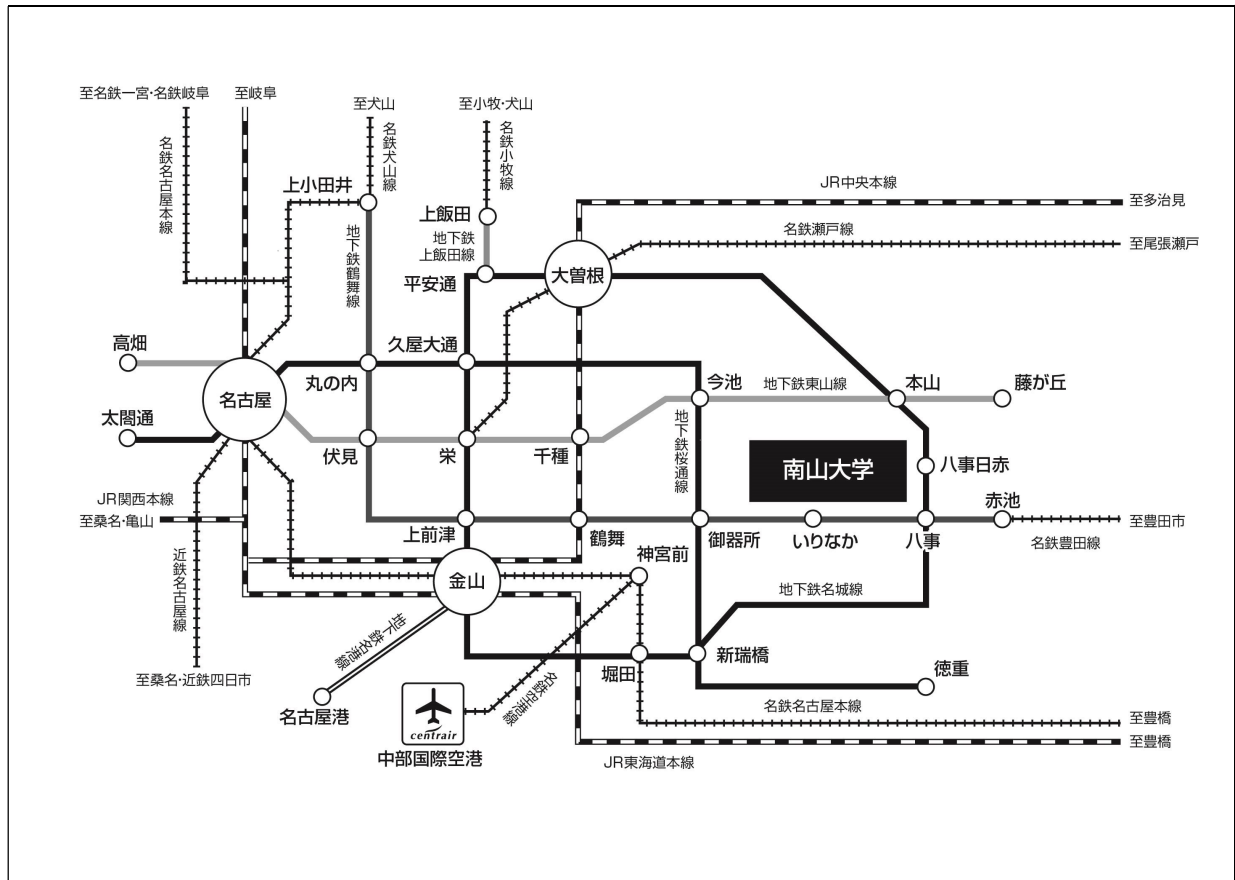 至名鉄一宮・名鉄岐阜
至岐阜
至犬山
至小牧・犬山
名鉄名古屋本線
名鉄犬山線
名鉄小牧線
JR中央本線
至多治見
上小田井
上飯田
名鉄瀬戸線
至尾張瀬戸
地下鉄鶴舞線
地下鉄
上飯田線
平安通
大曽根
高畑
久屋大通
丸の内
名古屋
今池
地下鉄東山線
本山
藤が丘
太閤通
伏見
栄
千種
地下鉄桜通線
南山大学
八事日赤
JR関西本線
至桑名・亀山
赤池
上前津
鶴舞
御器所
いりなか
八事
至豊田市
名鉄豊田線
近鉄名古屋線
金山
神宮前
地下鉄名城線
地下鉄名港線
至桑名・近鉄四日市
堀田
新瑞橋
徳重
名古屋港
名鉄空港線
centrair
中部国際空港
名鉄名古屋本線
至豊橋
至豊橋
JR東海道本線